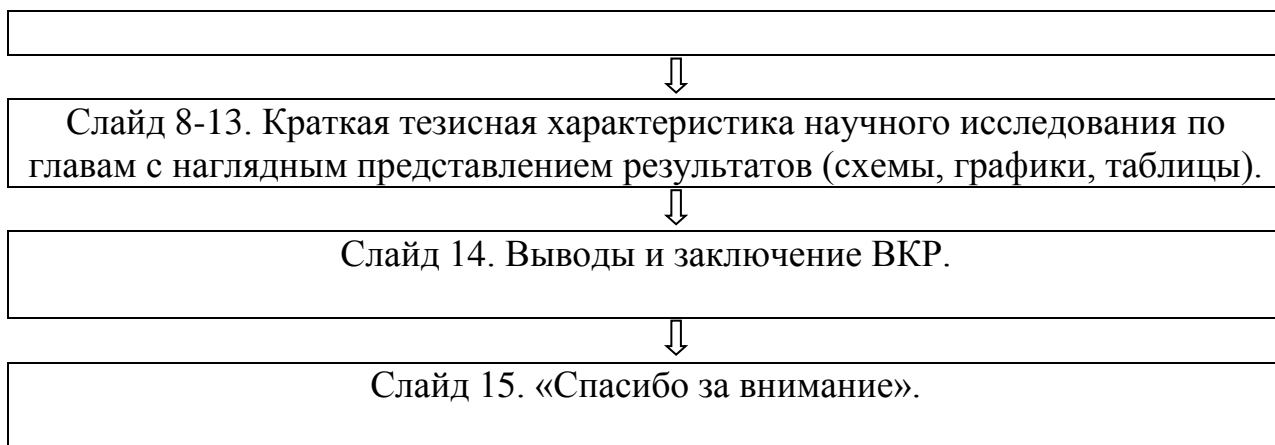 Слайд 8-13. Краткая тезисная характеристика научного исследования по
главам с наглядным представлением результатов (схемы, графики, таблицы).
Слайд 14. Выводы и заключение ВКР.
Слайд 15. «Спасибо за внимание».